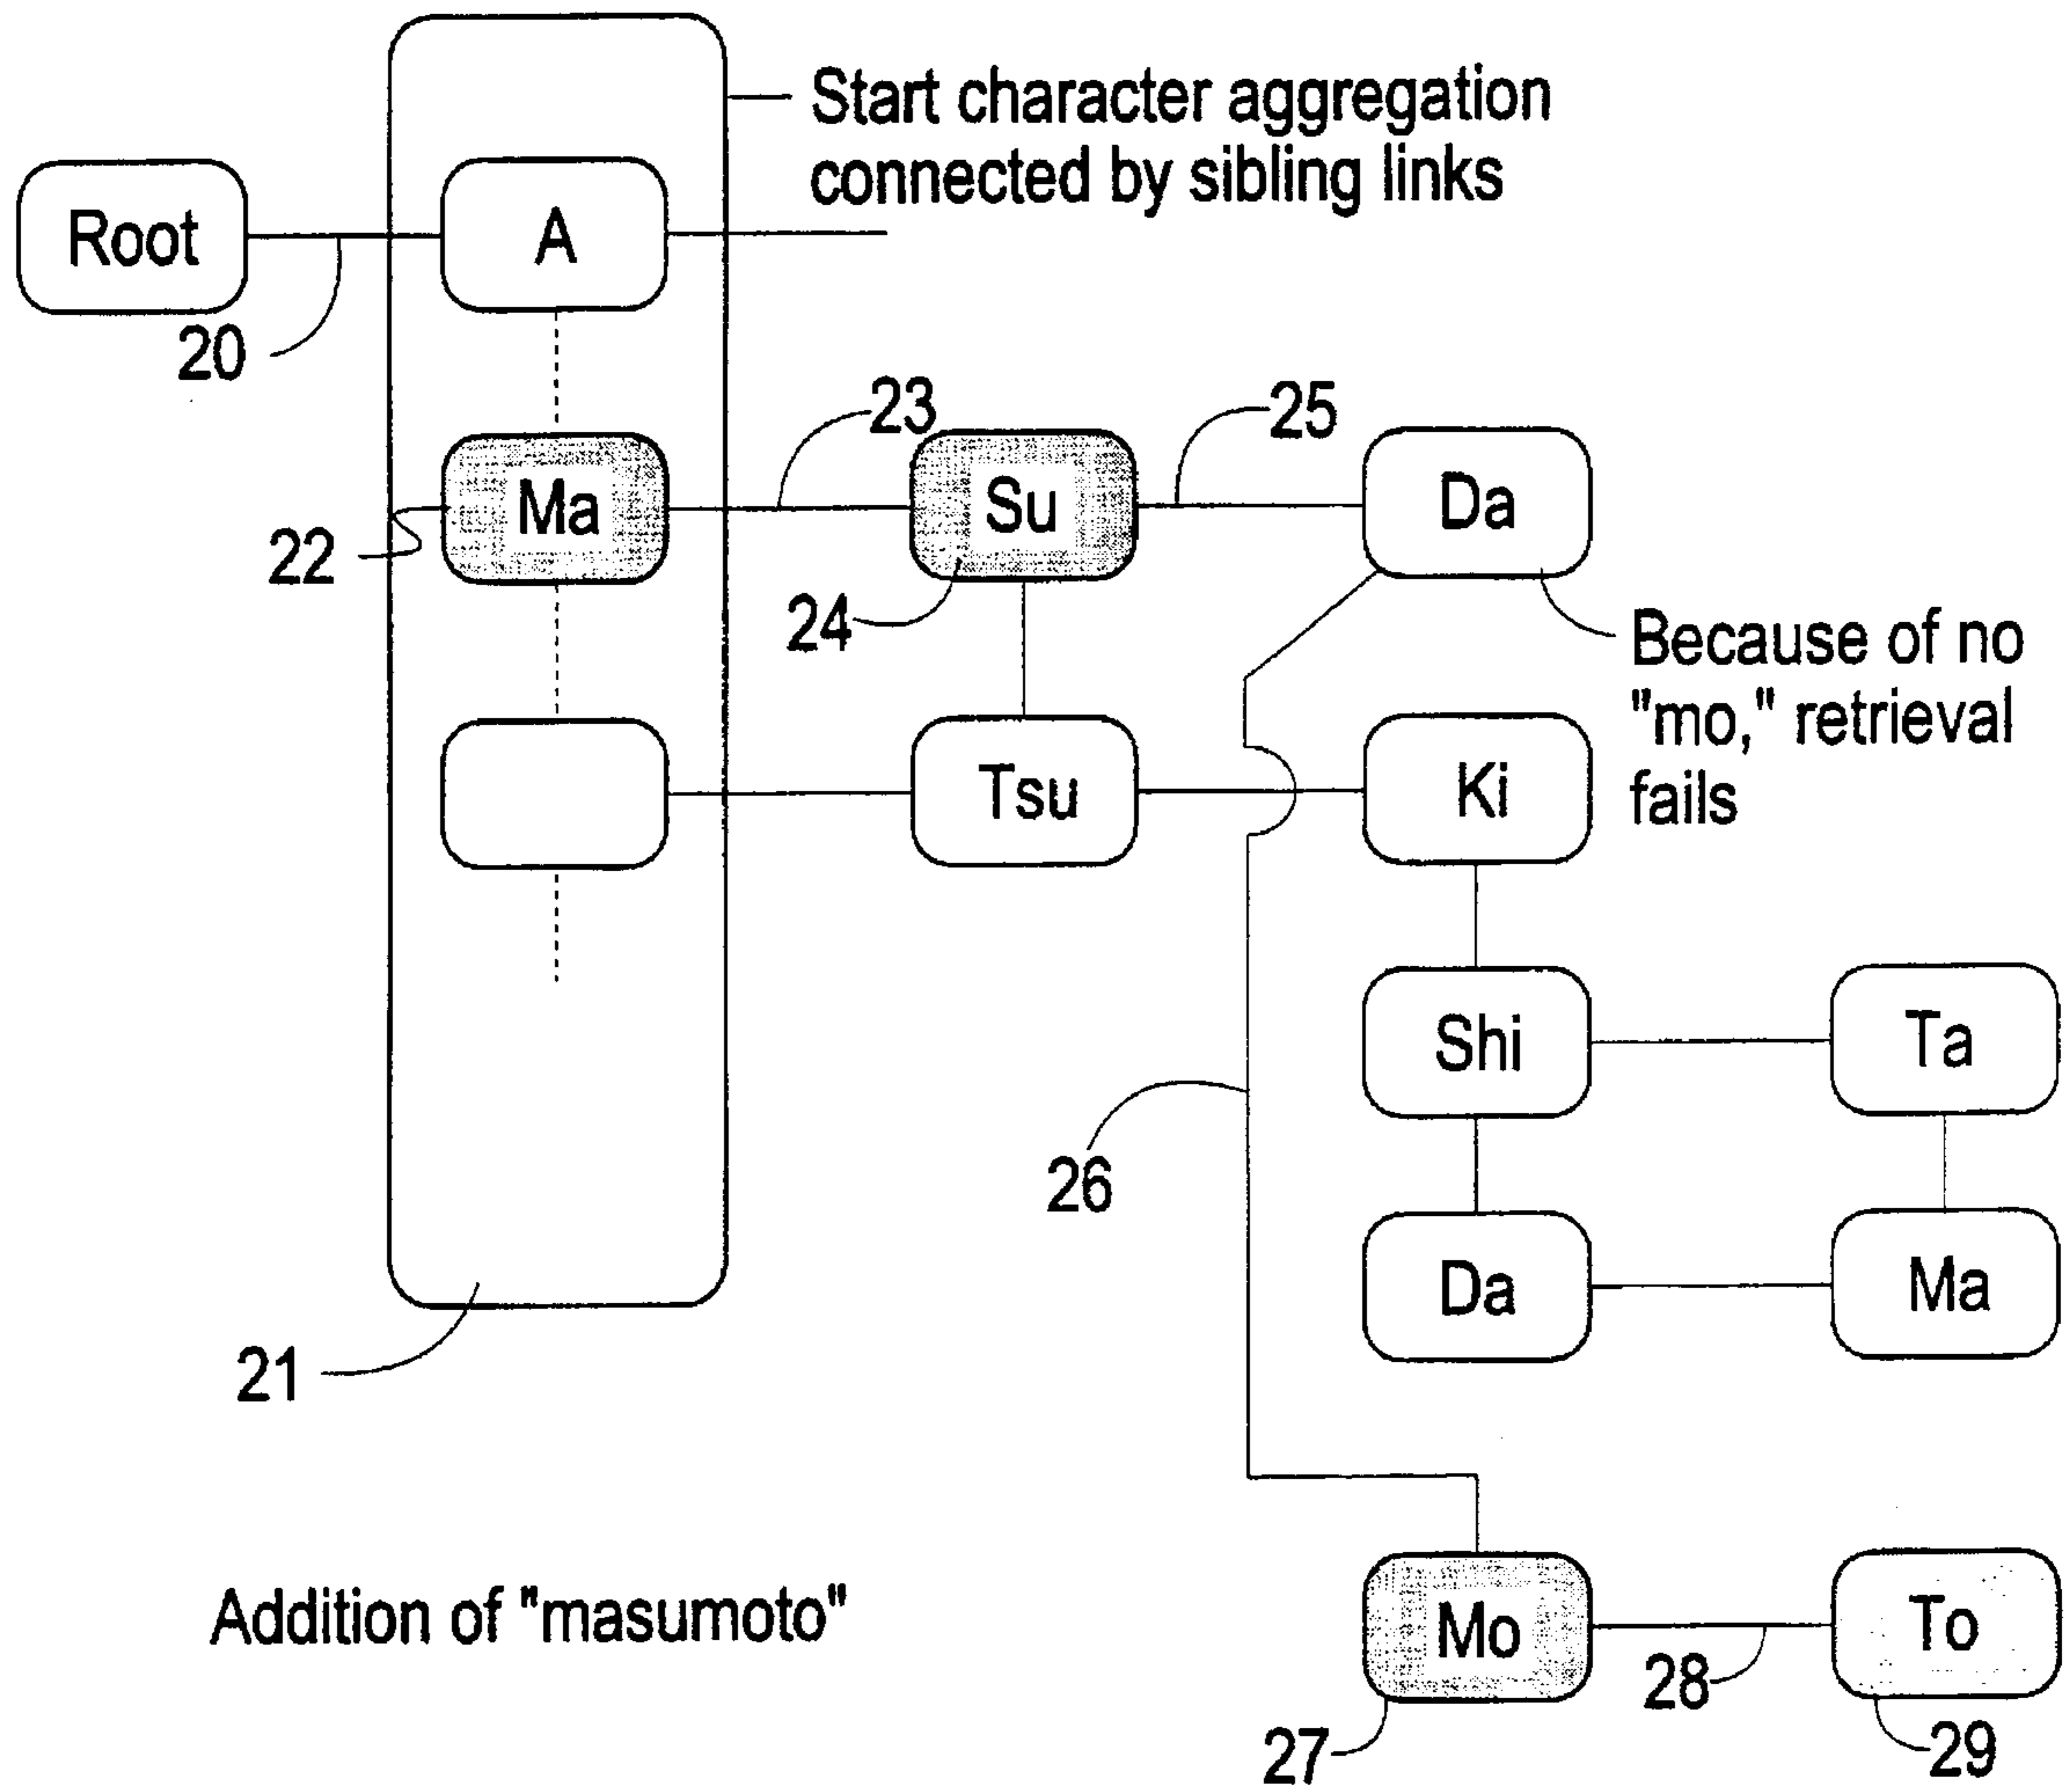 Start character aggregation
connected by sibling links
Root
A
20
23
25
Ma
Su
Da
22
24
Because of no
"mo," retrieval
fails
Tsu
Ki
Shi
Ta
26
Da
Ma
21
Addition of "masumoto"
Mo
To
28
27
29